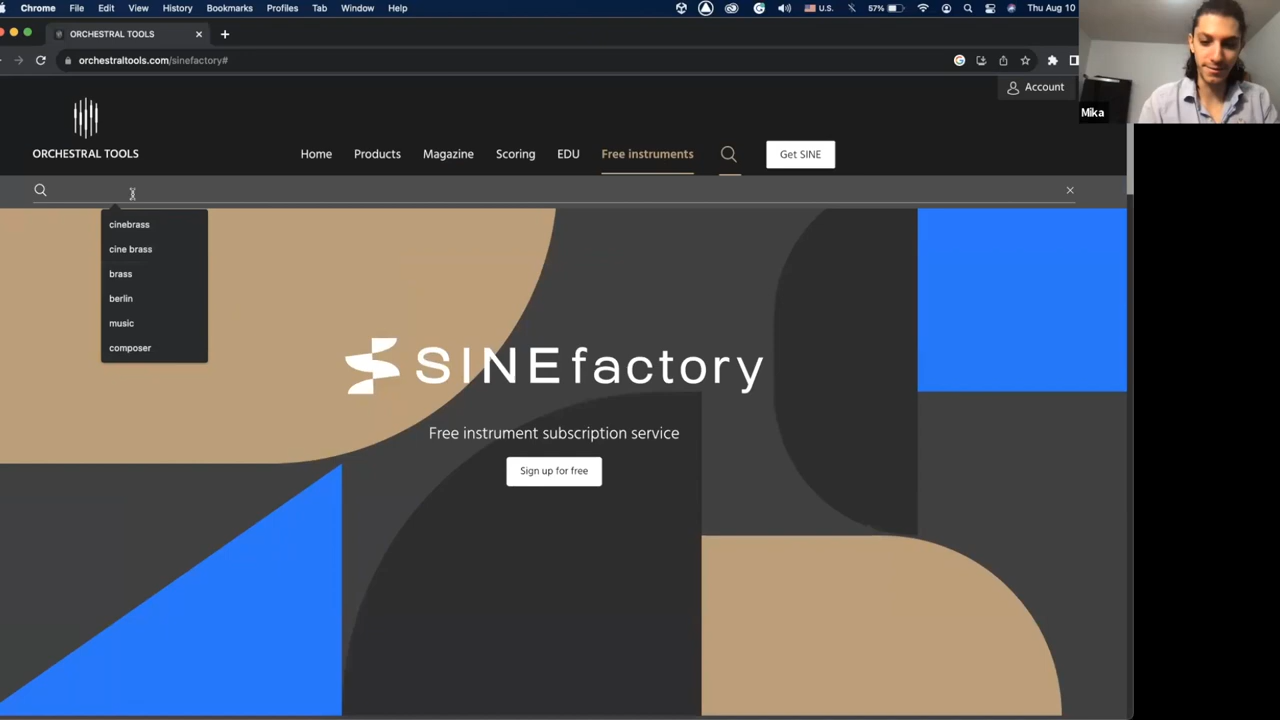 Chrome File Edit View History Bookmarks Profiles Tab Window Help U.S. 57% Thu Aug 10
ORCHESTRAL TOOLS
orchestraltools.com/sinefactory#
Account
Mika
ORCHESTRAL TOOLS
Home Products Magazine Scoring EDU Free instruments Get SINE
cinebrass
cine brass
brass
berlin
music
composer
SINEfactory
Free instrument subscription service
Sign up for free